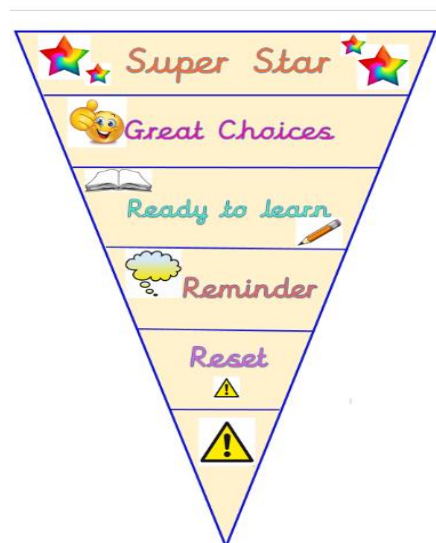 Super Star
Great Choices
Ready to learn
Reminder
Reset